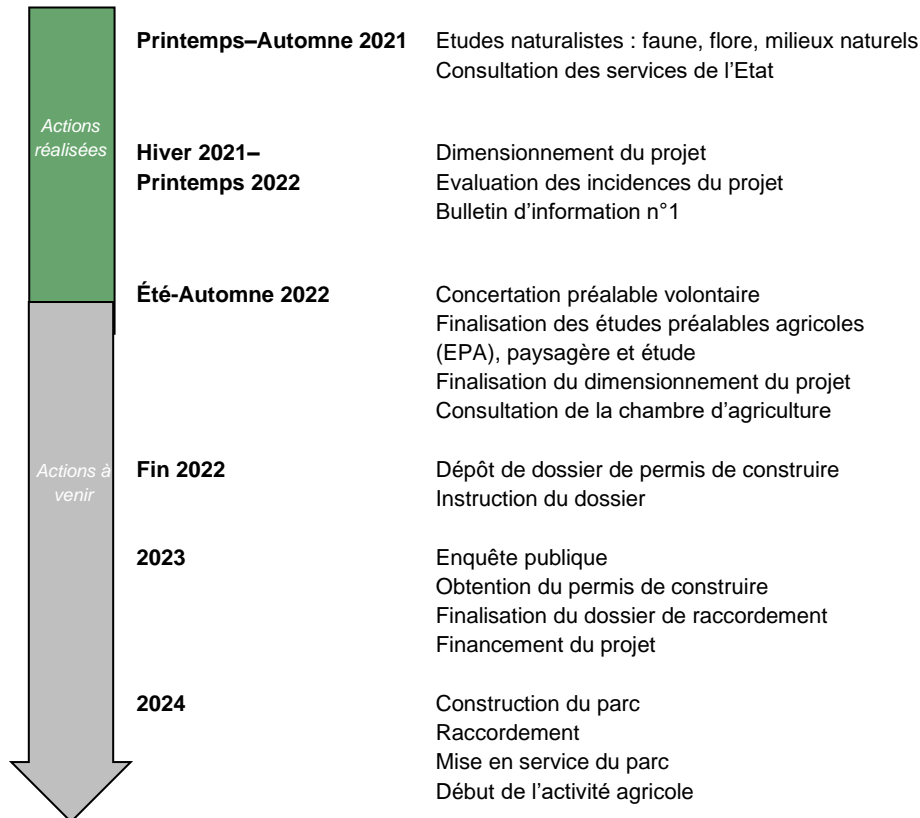 Printemps–Automne 2021 Etudes naturalistes : faune, flore, milieux naturels
Consultation des services de l'Etat
Actions
réalisées
Hiver 2021– Dimensionnement du projet
Printemps 2022 Evaluation des incidences du projet
Bulletin d'information n°1
Été-Automne 2022 Concertation préalable volontaire
Finalisation des études préalables agricoles
(EPA), paysagère et étude
Finalisation du dimensionnement du projet
Consultation de la chambre d'agriculture
Actions à
venir
Fin 2022 Dépôt de dossier de permis de construire
Instruction du dossier
2023 Enquête publique
Obtention du permis de construire
Finalisation du dossier de raccordement
Financement du projet
2024 Construction du parc
Raccordement
Mise en service du parc
Début de l'activité agricole